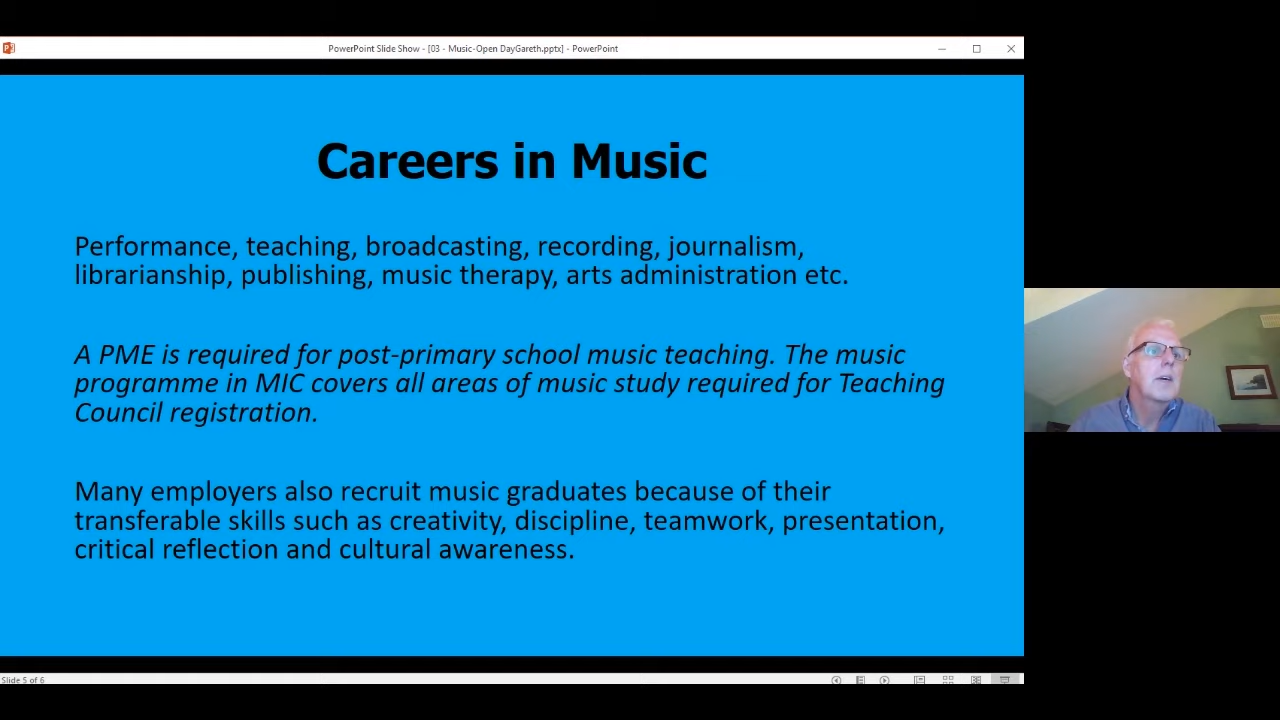 PowerPoint Slide Show - [03 - Music-Open DayGareth.pptx] - PowerPoint
Careers in Music
Performance, teaching, broadcasting, recording, journalism,
librarianship, publishing, music therapy, arts administration etc.
A PME is required for post-primary school music teaching. The music
programme in MIC covers all areas of music study required for Teaching
Council registration.
Many employers also recruit music graduates because of their
transferable skills such as creativity, discipline, teamwork, presentation,
critical reflection and cultural awareness.
Slide 5 of 6